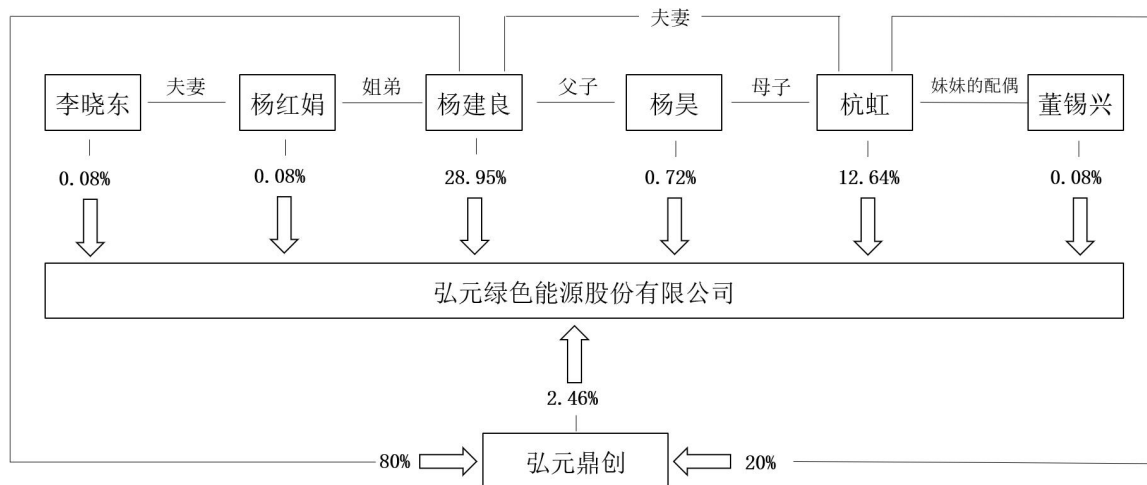 夫妻
李晓东 夫妻 杨红娟 姐弟 杨建良 父子 杨昊 母子 杭虹 妹妹的配偶 董锡兴
0.08% 0.08% 28.95% 0.72% 12.64% 0.08%
弘元绿色能源股份有限公司
2.46%
80% 弘元鼎创 20%